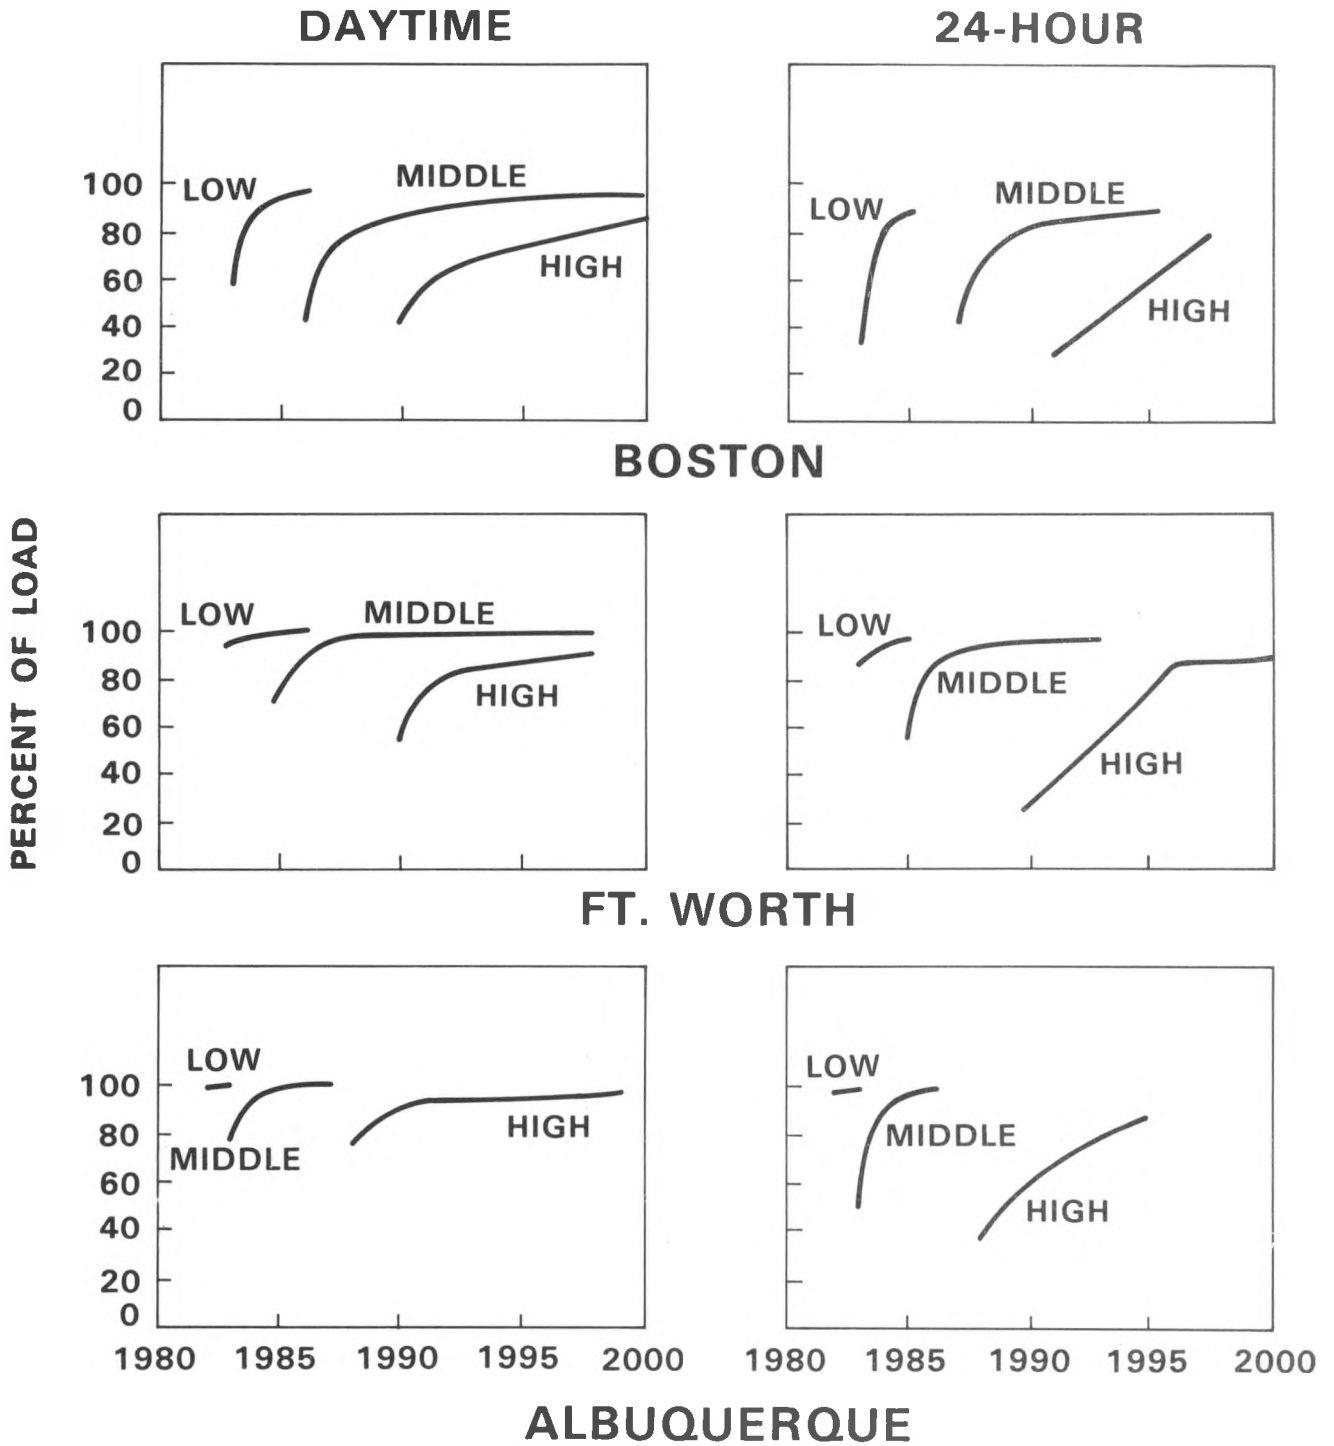 DAYTIME
24-HOUR
100
80
60
40
20
0
LOW
MIDDLE
HIGH
LOW
MIDDLE
HIGH
BOSTON
PERCENT OF LOAD
100
80
60
40
20
0
LOW
MIDDLE
HIGH
LOW
MIDDLE
HIGH
FT. WORTH
100
80
60
40
20
0
LOW
MIDDLE
HIGH
LOW
MIDDLE
HIGH
1980 1985 1990 1995 2000
1980 1985 1990 1995 2000
ALBUQUERQUE